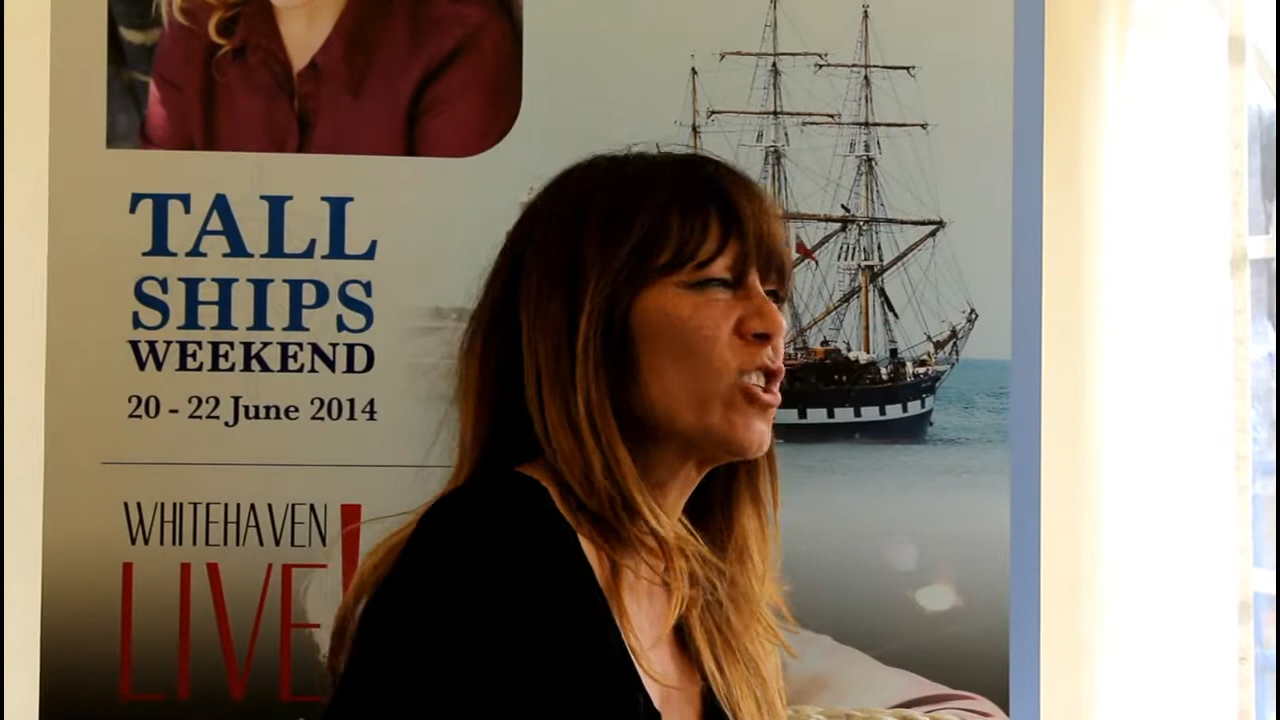 TALL
SHIPS
WEEKEND
20 - 22 June 2014
WHITEHAVEN
LIVE!